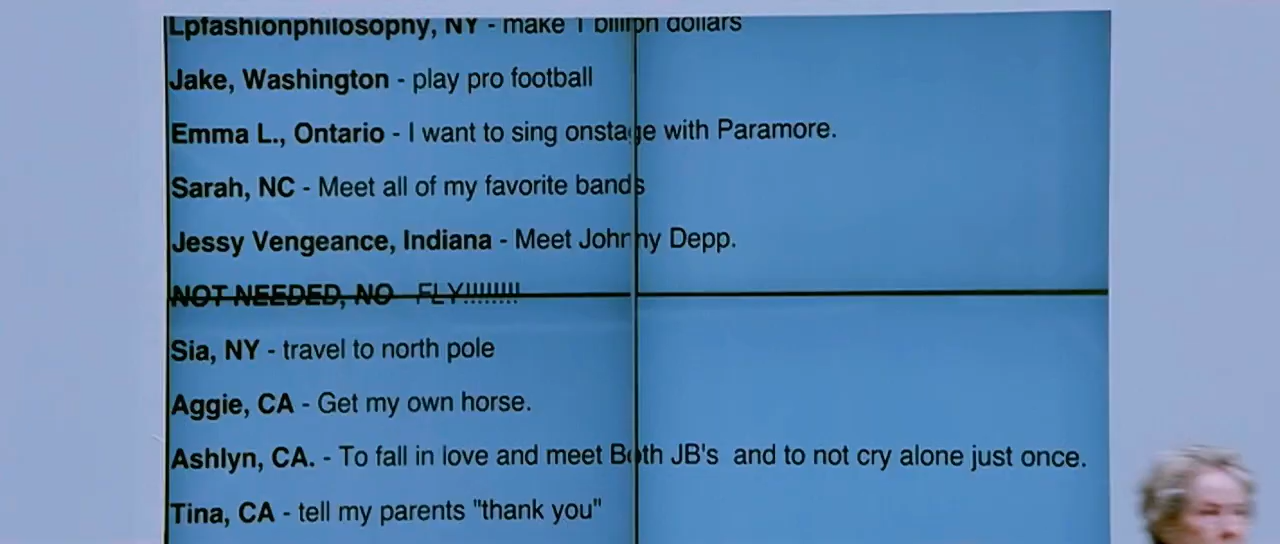 Lpfashionphilosophy, NY - make 1 billion dollars
Jake, Washington - play pro football
Emma L., Ontario - I want to sing onstage with Paramore.
Sarah, NC - Meet all of my favorite bands
Jessy Vengeance, Indiana - Meet Johnny Depp.
NOT NEEDED, NO - FLY!!!!!!!!!
Sia, NY - travel to north pole
Aggie, CA - Get my own horse.
Ashlyn, CA. - To fall in love and meet Both JB's  and to not cry alone just once.
Tina, CA - tell my parents "thank you"